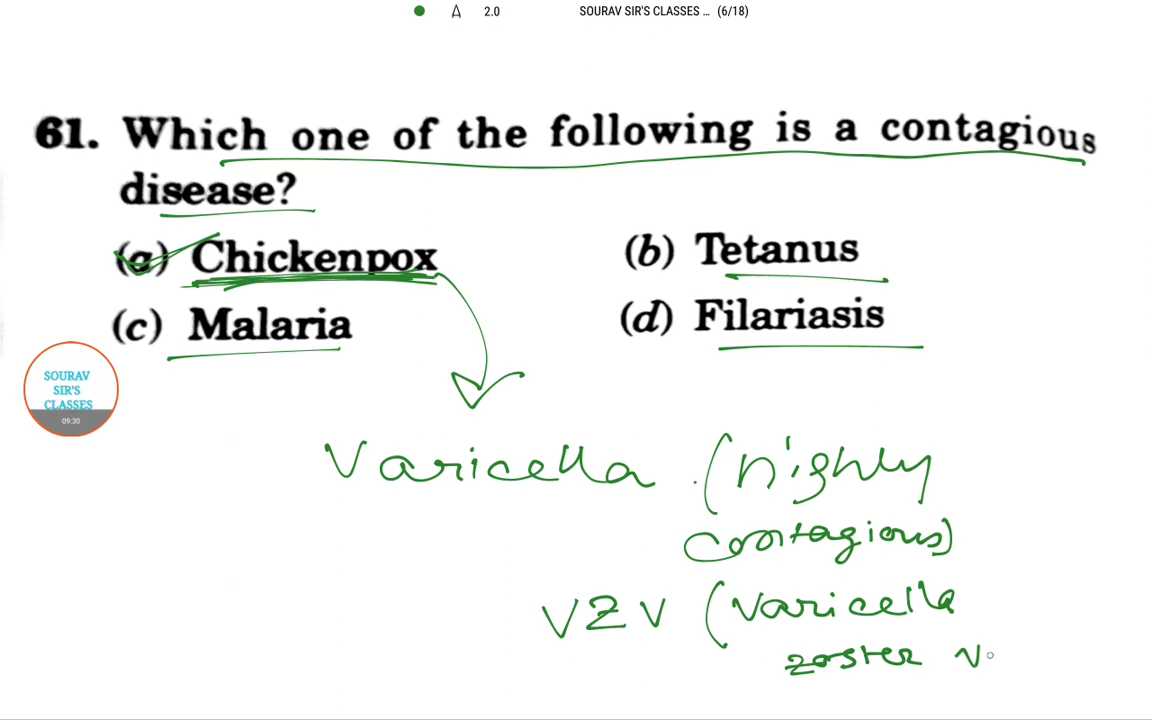 2.0 SOURAV SIR'S CLASSES ... (6/18)
61. Which one of the following is a contagious
disease?
(a) Chickenpox (b) Tetanus
(c) Malaria (d) Filariasis
SOURAV
SIR'S
CLASSES
09:30
Varicella (highly
contagious)
VZV (Varicella
zoster v